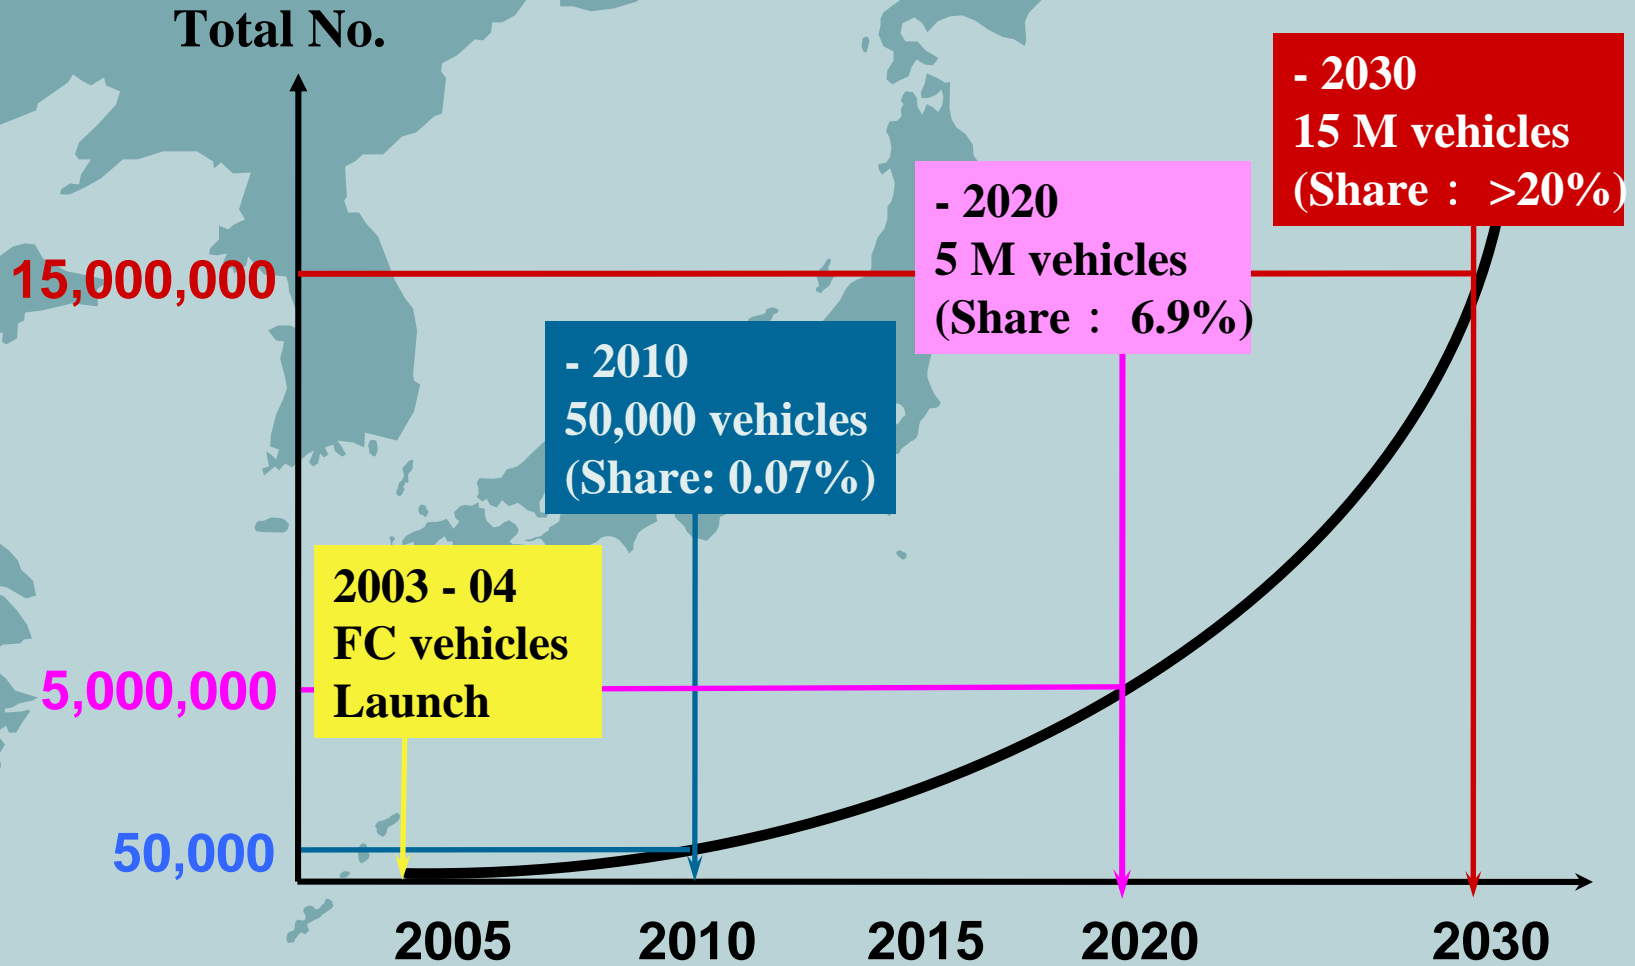 Total No.
- 2030
15 M vehicles
(Share： >20%)
- 2020
5 M vehicles
(Share： 6.9%)
15,000,000
- 2010
50,000 vehicles
(Share: 0.07%)
2003 - 04
FC vehicles
Launch
5,000,000
50,000
2005 2010 2015 2020 2030